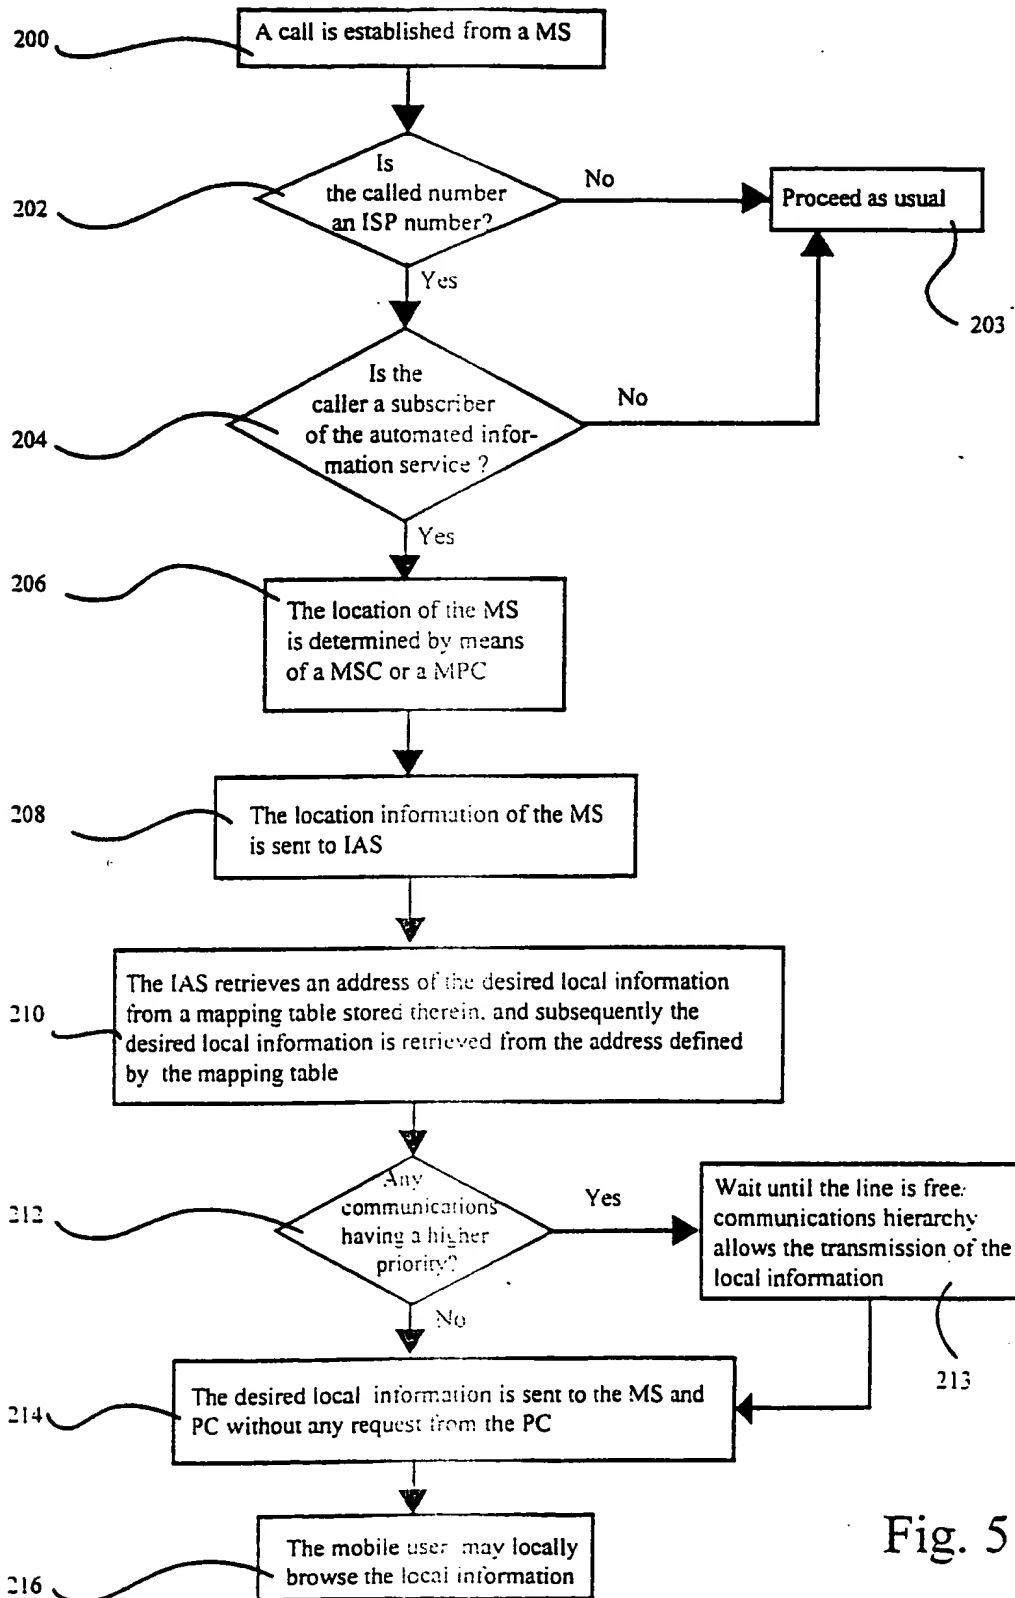 200
A call is established from a MS
Is
the called number
an ISP number?
202
No
Proceed as usual
203
Yes
Is the
caller a subscriber
of the automated infor-
mation service ?
204
No
Yes
206
The location of the MS
is determined by means
of a MSC or a MPC
208
The location information of the MS
is sent to IAS
210
The IAS retrieves an address of the desired local information
from a mapping table stored therein, and subsequently the
desired local information is retrieved from the address defined
by the mapping table
212
Any
communications
having a higher
priority?
Yes
Wait until the line is free/
communications hierarchy
allows the transmission of the
local information
213
No
214
The desired local information is sent to the MS and
PC without any request from the PC
216
The mobile user may locally
browse the local information
Fig. 5